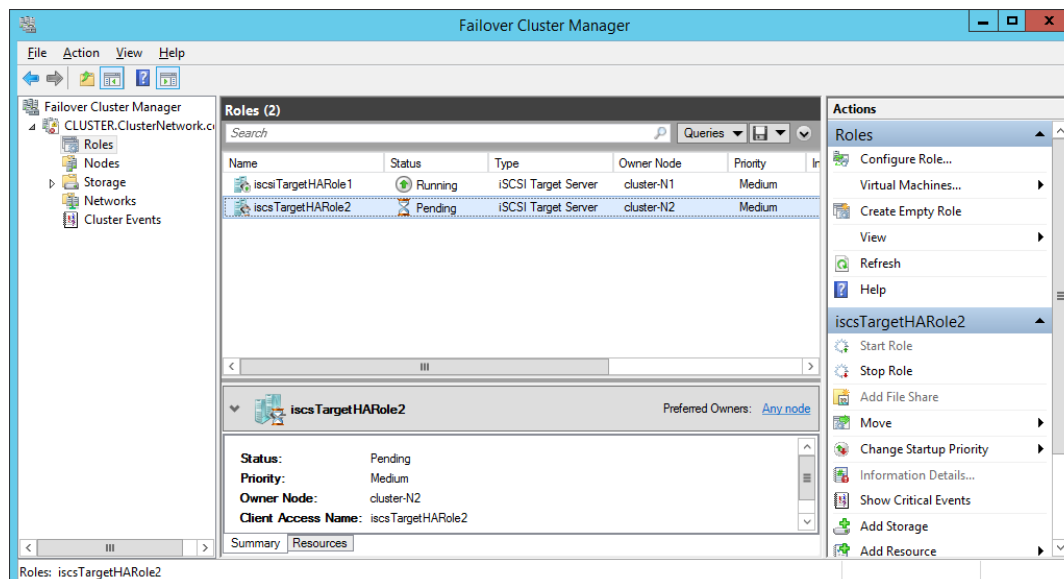 Failover Cluster Manager
File Action View Help
Failover Cluster Manager
CLUSTER.ClusterNetwork.c
Roles
Nodes
Storage
Networks
Cluster Events
Roles (2)
Search
Queries
Name Status Type Owner Node Priority In
iscsiTargetHARole1 Running iSCSI Target Server cluster-N1 Medium
iscsTargetHARole2 Pending iSCSI Target Server cluster-N2 Medium
iscsTargetHARole2 Preferred Owners: Any node
Status: Pending
Priority: Medium
Owner Node: cluster-N2
Client Access Name: iscsTargetHARole2
Summary Resources
Actions
Roles
Configure Role...
Virtual Machines...
Create Empty Role
View
Refresh
Help
iscsTargetHARole2
Start Role
Stop Role
Add File Share
Move
Change Startup Priority
Information Details...
Show Critical Events
Add Storage
Add Resource
Roles: iscsTargetHARole2